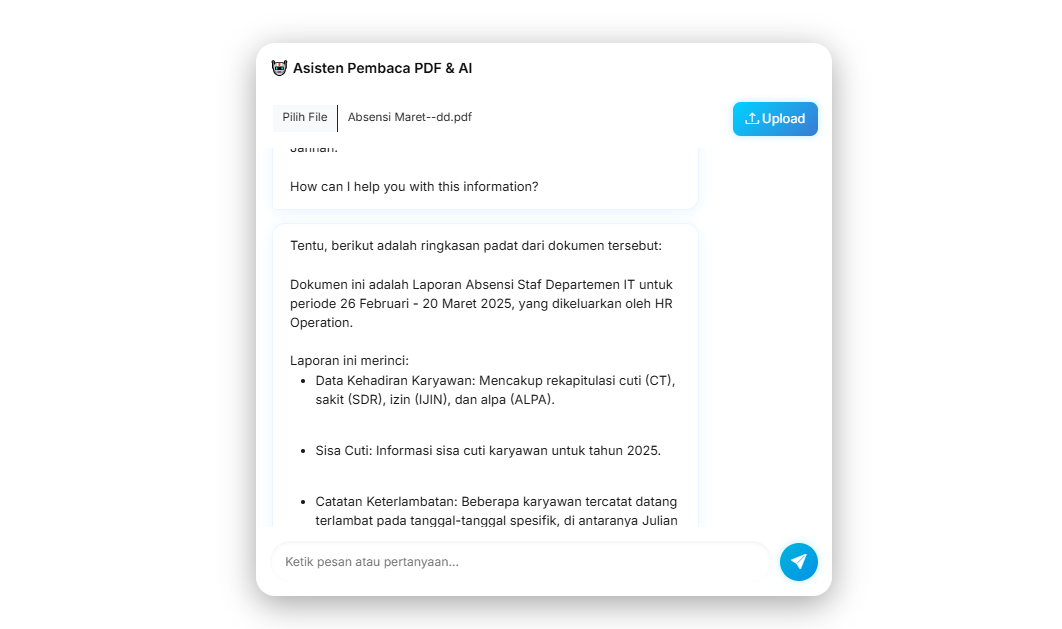 Asisten Pembaca PDF & AI
Pilih File
Absensi Maret--dd.pdf
Upload
How can I help you with this information?
Tentu, berikut adalah ringkasan padat dari dokumen tersebut:
Dokumen ini adalah Laporan Absensi Staf Departemen IT untuk
periode 26 Februari - 20 Maret 2025, yang dikeluarkan oleh HR
Operation.
Laporan ini merinci:
• Data Kehadiran Karyawan: Mencakup rekapitulasi cuti (CT),
sakit (SDR), izin (IJIN), dan alpa (ALPA).
• Sisa Cuti: Informasi sisa cuti karyawan untuk tahun 2025.
• Catatan Keterlambatan: Beberapa karyawan tercatat datang
terlambat pada tanggal-tanggal spesifik, di antaranya Julian
Ketik pesan atau pertanyaan...